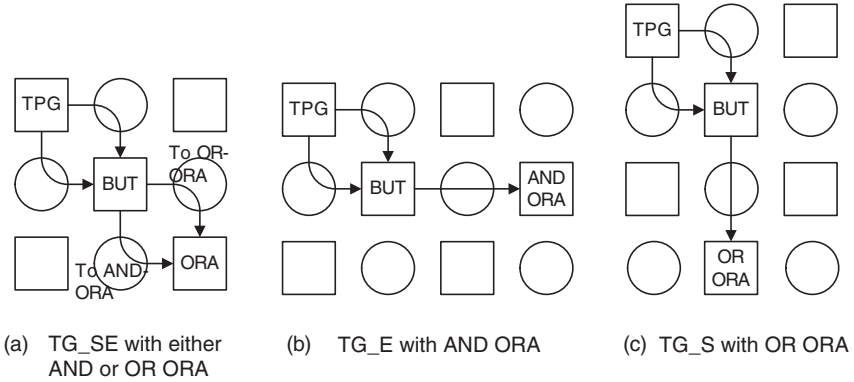 TPG
BUT
To OR-
ORA
To AND-
ORA
ORA
TPG
BUT
AND
ORA
TPG
BUT
OR
ORA
(a) TG_SE with either
AND or OR ORA
(b) TG_E with AND ORA
(c) TG_S with OR ORA